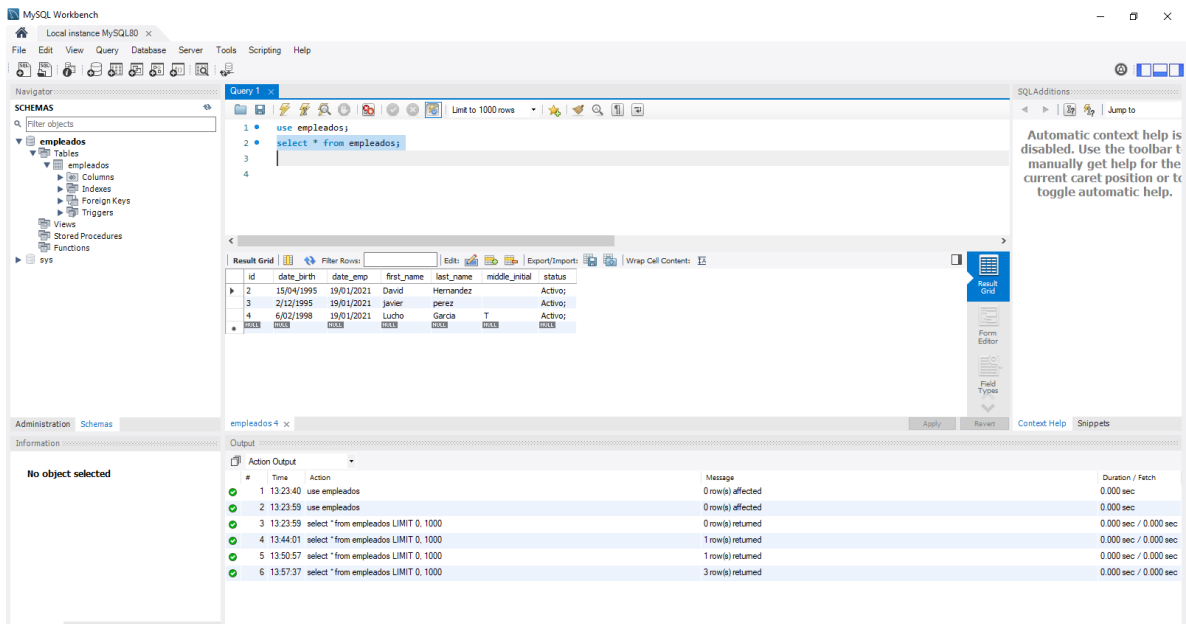 MySQL Workbench
Local instance MySQL80
File Edit View Query Database Server Tools Scripting Help
Navigator
SCHEMAS
Filter objects
empleados
Tables
empleados
Columns
Indexes
Foreign Keys
Triggers
Views
Stored Procedures
Functions
sys
Administration Schemas
Information
No object selected
Query 1
Limit to 1000 rows
1 use empleados;
2 select * from empleados;
3
4
Result Grid Filter Rows: Edit: Export/Import: Wrap Cell Content:
id date_birth date_emp first_name last_name middle_initial status
2 15/04/1995 19/01/2021 David Hernandez Activo;
3 2/12/1995 19/01/2021 javier perez Activo;
4 6/02/1998 19/01/2021 Lucho Garcia T Activo;
NULL NULL NULL NULL NULL NULL NULL
Result Grid
Form Editor
Field Types
empleados 4
Apply Revert
SQLAdditions
Jump to
Automatic context help is
disabled. Use the toolbar t
manually get help for the
current caret position or to
toggle automatic help.
Context Help Snippets
Output
Action Output
# Time Action Message Duration / Fetch
1 13:23:40 use empleados 0 row(s) affected 0.000 sec
2 13:23:59 use empleados 0 row(s) affected 0.000 sec
3 13:23:59 select * from empleados LIMIT 0, 1000 0 row(s) returned 0.000 sec / 0.000 sec
4 13:44:01 select * from empleados LIMIT 0, 1000 1 row(s) returned 0.000 sec / 0.000 sec
5 13:50:57 select * from empleados LIMIT 0, 1000 1 row(s) returned 0.000 sec / 0.000 sec
6 13:57:37 select * from empleados LIMIT 0, 1000 3 row(s) returned 0.000 sec / 0.000 sec